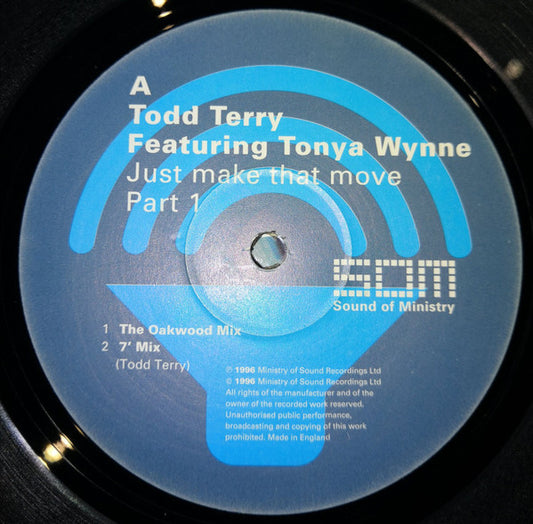 A
Todd Terry
Featuring Tonya Wynne
Just make that move
Part 1
SOM
Sound of Ministry
1 The Oakwood Mix
2 7' Mix
(Todd Terry)
℗ 1996 Ministry of Sound Recordings Ltd
© 1996 Ministry of Sound Recordings Ltd
All rights of the manufacturer and of the
owner of the recorded work reserved.
Unauthorised public performance,
broadcasting and copying of this work
prohibited. Made in England